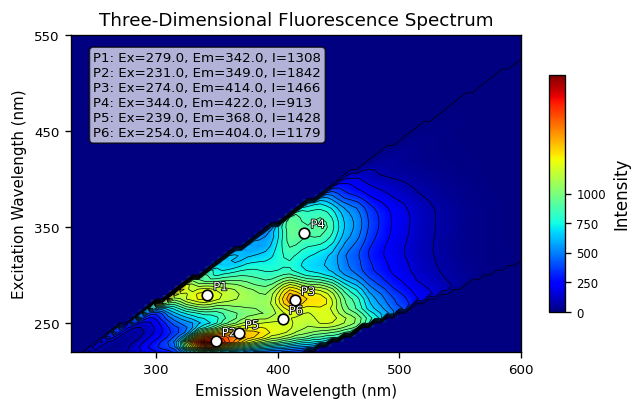 Three-Dimensional Fluorescence Spectrum
P1: Ex=279.0, Em=342.0, I=1308
P2: Ex=231.0, Em=349.0, I=1842
P3: Ex=274.0, Em=414.0, I=1466
P4: Ex=344.0, Em=422.0, I=913
P5: Ex=239.0, Em=368.0, I=1428
P6: Ex=254.0, Em=404.0, I=1179
Excitation Wavelength (nm)
550
450
350
250
P4
P1
P3
P6
P5
P2
300
400
500
600
Emission Wavelength (nm)
1000
750
500
250
0
Intensity